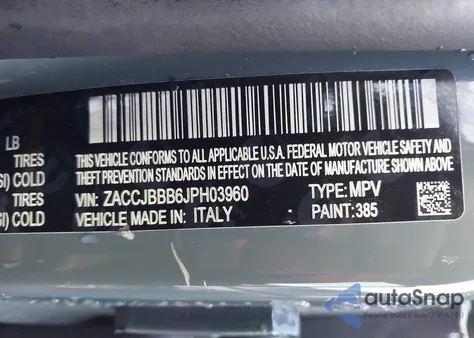 LB
TIRES
SI) COLD
TIRES
SI) COLD
THIS VEHICLE CONFORMS TO ALL APPLICABLE U.S.A. FEDERAL MOTOR VEHICLE SAFETY AND
THEFT PREVENTION STANDARDS IN EFFECT ON THE DATE OF MANUFACTURE SHOWN ABOVE.
VIN: ZACCJBBB6JPH03960 TYPE: MPV
VEHICLE MADE IN: ITALY PAINT: 385
autoSnap